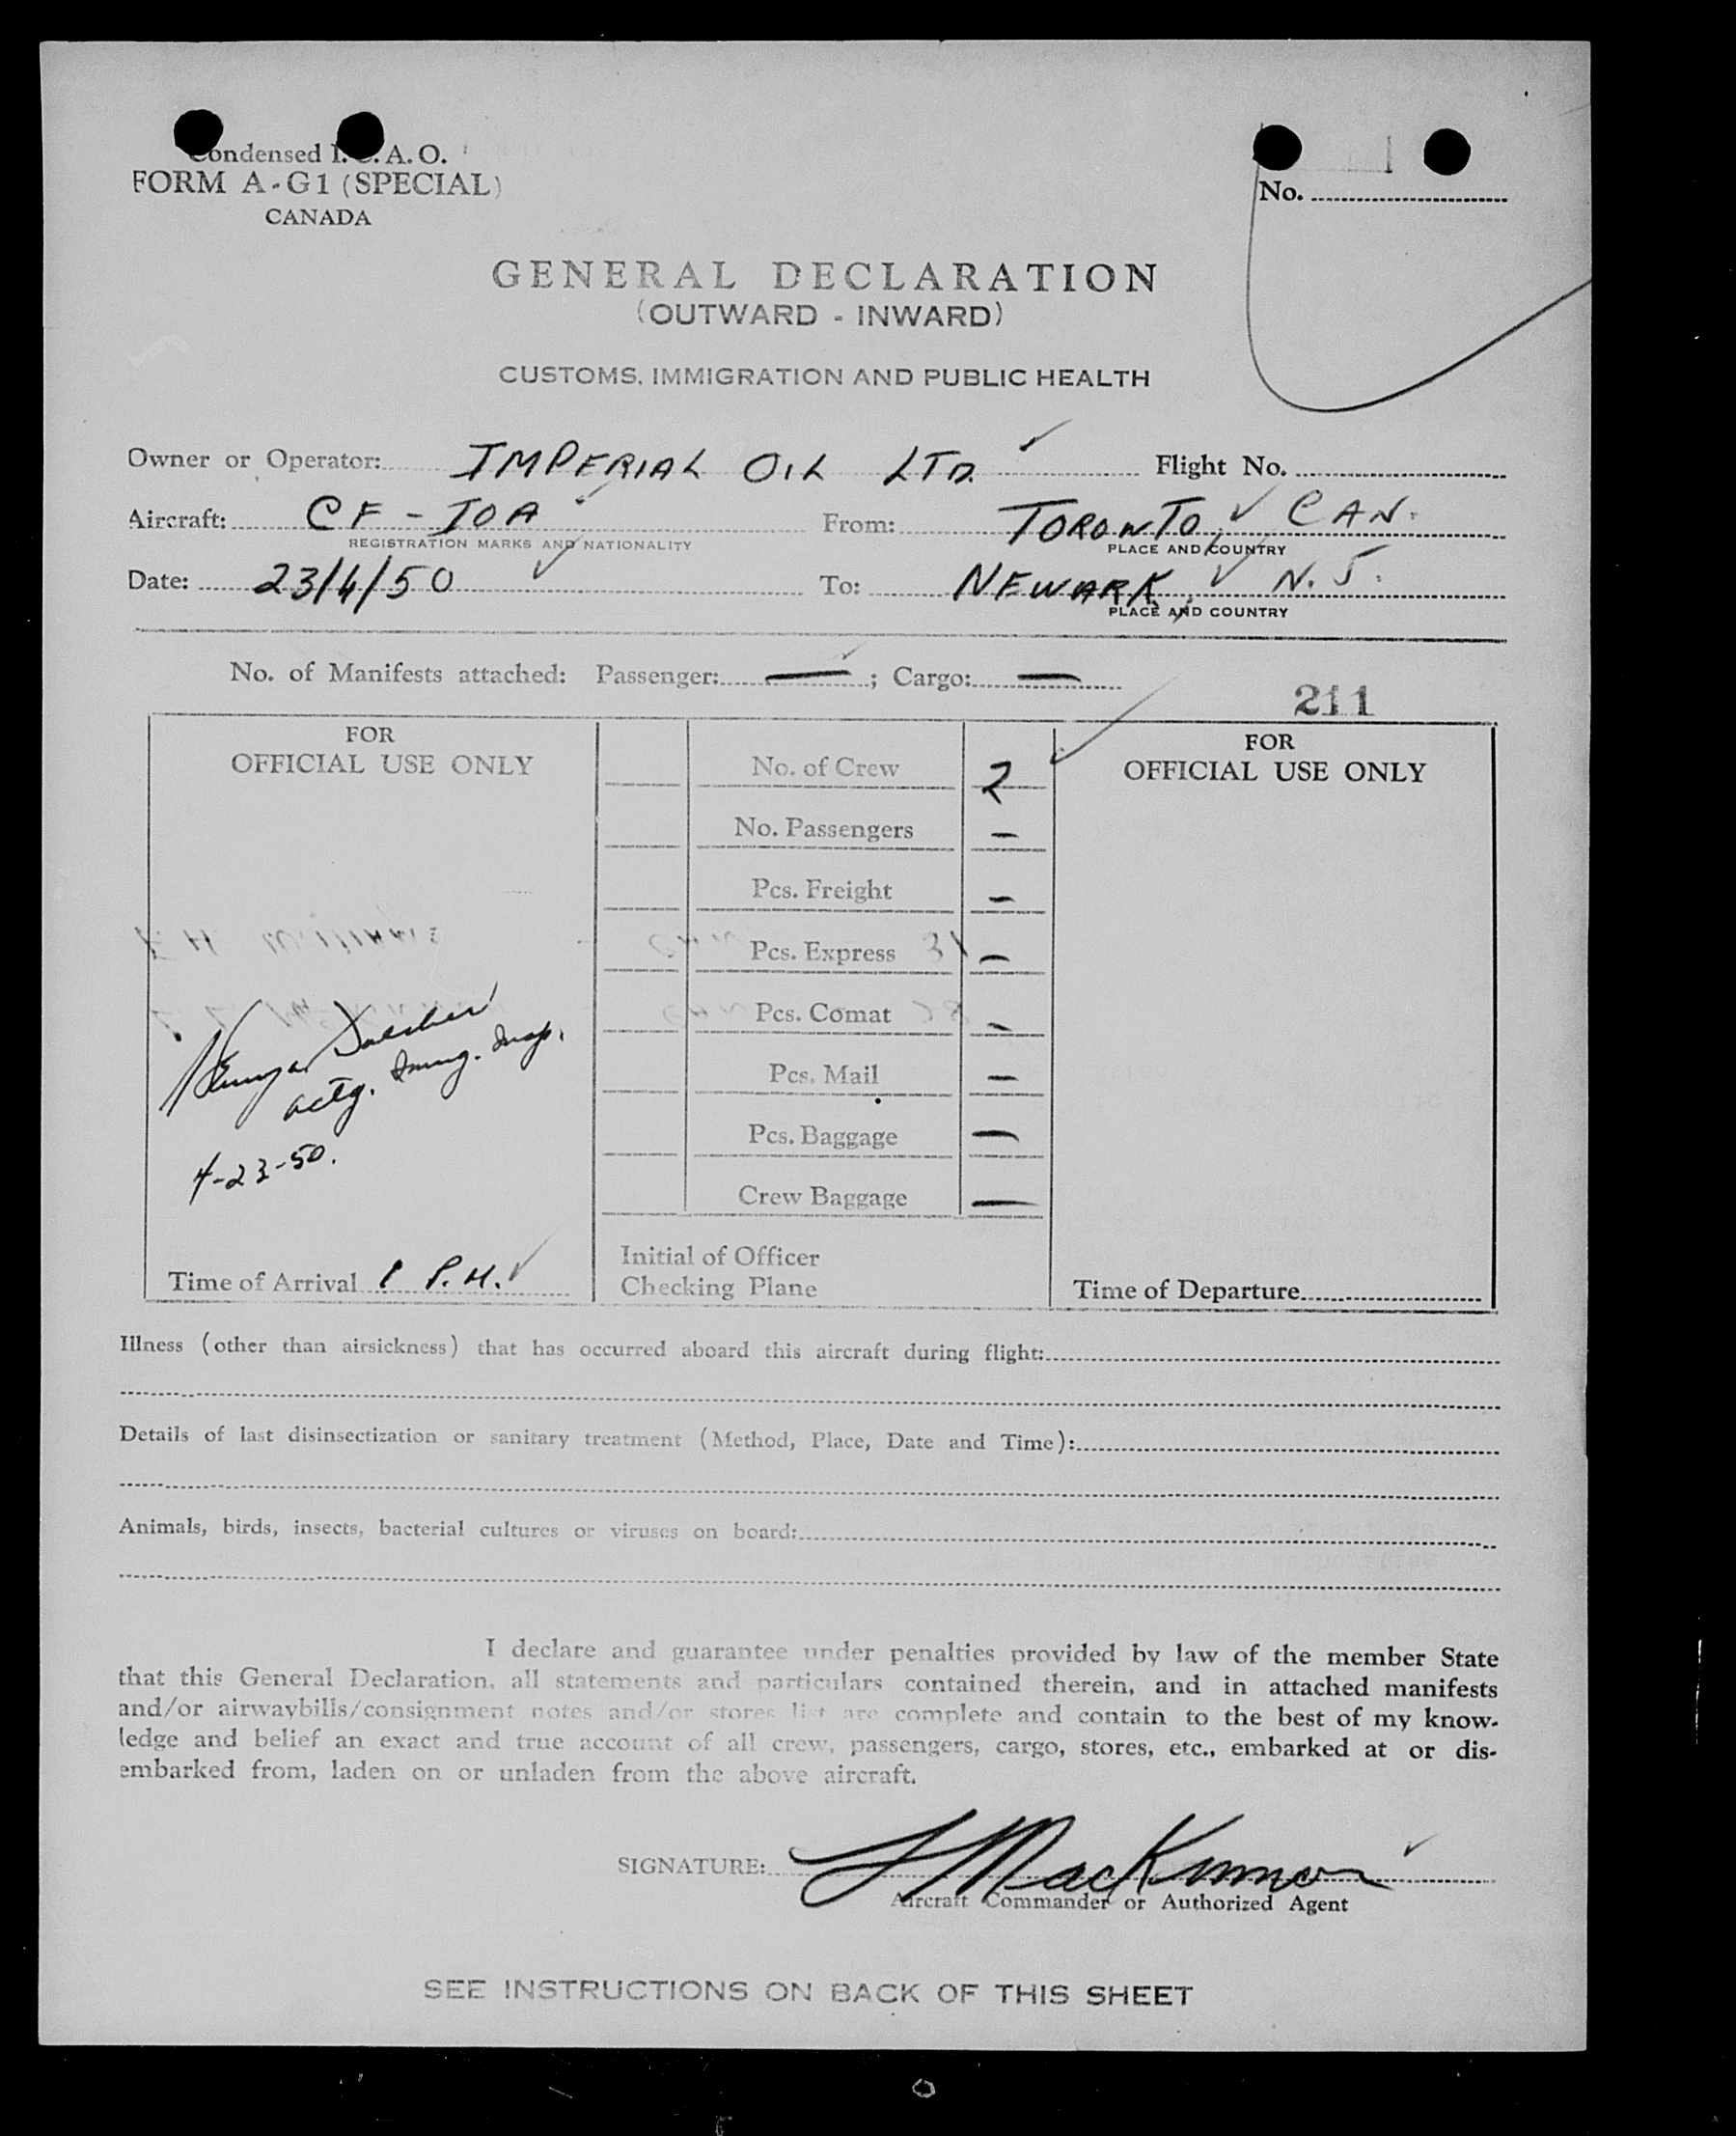 Condensed I.C.A.O.
FORM A-G1 (SPECIAL)
CANADA
No.
GENERAL DECLARATION
(OUTWARD - INWARD)
CUSTOMS, IMMIGRATION AND PUBLIC HEALTH
Owner or Operator: IMPERIAL OIL LTD. Flight No.
Aircraft: CF-IOA From: TORONTO, CAN.
REGISTRATION MARKS AND NATIONALITY PLACE AND COUNTRY
Date: 23/4/50 To: NEWARK, N.J.
PLACE AND COUNTRY
No. of Manifests attached: Passenger: — ; Cargo: —
211
FOR
OFFICIAL USE ONLY
No. of Crew 2
No. Passengers —
Pcs. Freight —
Pcs. Express —
Pcs. Comat —
Pcs. Mail —
Pcs. Baggage —
Crew Baggage —
FOR
OFFICIAL USE ONLY
actg. Immg. Insp.
4-23-50.
Time of Arrival 1 P.M.
Initial of Officer
Checking Plane
Time of Departure
Illness (other than airsickness) that has occurred aboard this aircraft during flight:
Details of last disinsectization or sanitary treatment (Method, Place, Date and Time):
Animals, birds, insects, bacterial cultures or viruses on board:
I declare and guarantee under penalties provided by law of the member State
that this General Declaration, all statements and particulars contained therein, and in attached manifests
and/or airwaybills/consignment notes and/or stores list are complete and contain to the best of my know-
ledge and belief an exact and true account of all crew, passengers, cargo, stores, etc., embarked at or dis-
embarked from, laden on or unladen from the above aircraft.
SIGNATURE: J MacKinnon
Aircraft Commander or Authorized Agent
SEE INSTRUCTIONS ON BACK OF THIS SHEET